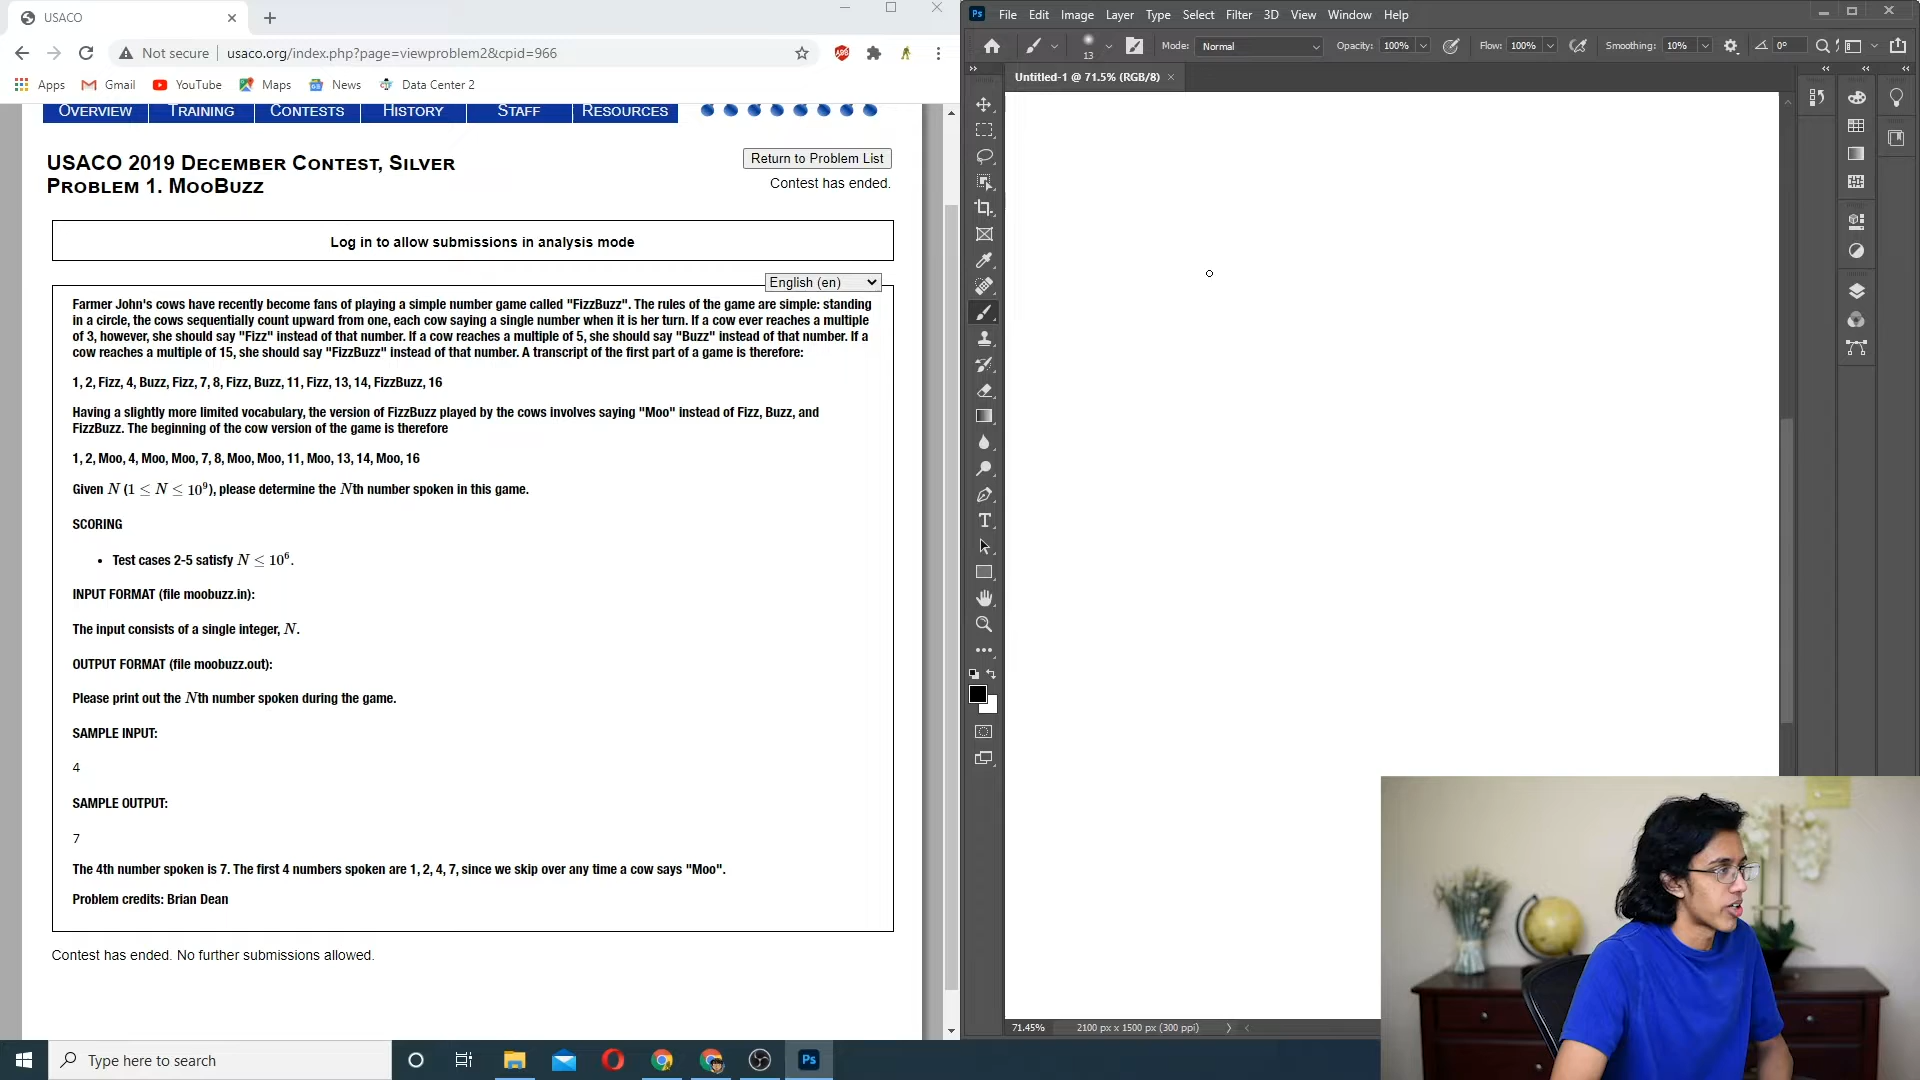 USACO
Not secure
usaco.org/index.php?page=viewproblem2&cpid=966
Apps
Gmail
YouTube
Maps
News
Data Center 2
OVERVIEW
TRAINING
CONTESTS
HISTORY
STAFF
RESOURCES
USACO 2019 DECEMBER CONTEST, SILVER
PROBLEM 1. MOOBUZZ
Return to Problem List
Contest has ended.
Log in to allow submissions in analysis mode
English (en)
Farmer John's cows have recently become fans of playing a simple number game called "FizzBuzz". The rules of the game are simple: standing
in a circle, the cows sequentially count upward from one, each cow saying a single number when it is her turn. If a cow ever reaches a multiple
of 3, however, she should say "Fizz" instead of that number. If a cow reaches a multiple of 5, she should say "Buzz" instead of that number. If a
cow reaches a multiple of 15, she should say "FizzBuzz" instead of that number. A transcript of the first part of a game is therefore:
1, 2, Fizz, 4, Buzz, Fizz, 7, 8, Fizz, Buzz, 11, Fizz, 13, 14, FizzBuzz, 16
Having a slightly more limited vocabulary, the version of FizzBuzz played by the cows involves saying "Moo" instead of Fizz, Buzz, and
FizzBuzz. The beginning of the cow version of the game is therefore
1, 2, Moo, 4, Moo, Moo, 7, 8, Moo, Moo, 11, Moo, 13, 14, Moo, 16
Given N (1 ≤ N ≤ 10⁹), please determine the Nth number spoken in this game.
SCORING
• Test cases 2-5 satisfy N ≤ 10⁶.
INPUT FORMAT (file moobuzz.in):
The input consists of a single integer, N.
OUTPUT FORMAT (file moobuzz.out):
Please print out the Nth number spoken during the game.
SAMPLE INPUT:
4
SAMPLE OUTPUT:
7
The 4th number spoken is 7. The first 4 numbers spoken are 1, 2, 4, 7, since we skip over any time a cow says "Moo".
Problem credits: Brian Dean
Contest has ended. No further submissions allowed.
Type here to search
Ps
Ps File Edit Image Layer Type Select Filter 3D View Window Help
13 Mode: Normal Opacity: 100% Flow: 100% Smoothing: 10% 0°
Untitled-1 @ 71.5% (RGB/8)
71.45% 2100 px x 1500 px (300 ppi)